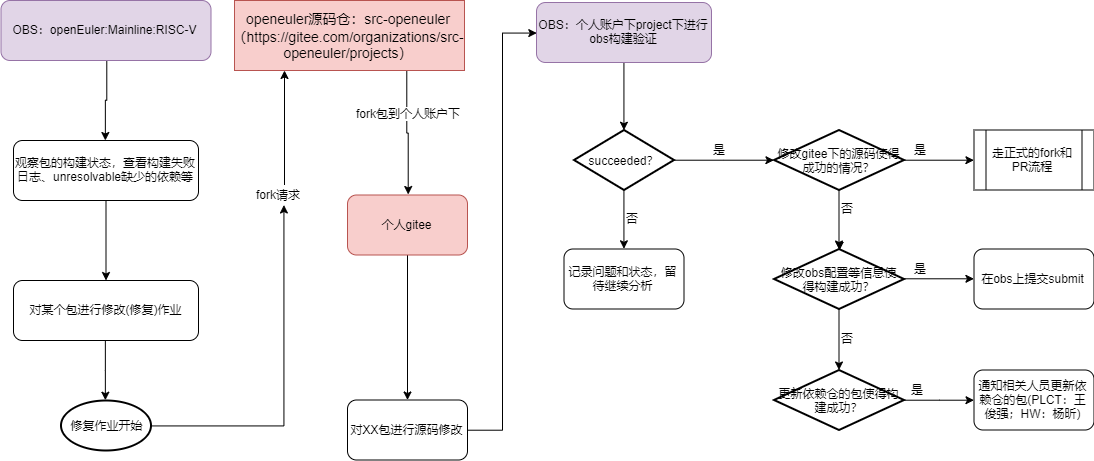 OBS：openEuler:Mainline:RISC-V
观察包的构建状态，查看构建失败
日志、unresolvable缺少的依赖等
对某个包进行修改(修复)作业
修复作业开始
fork请求
openeuler源码仓：src-openeuler
（https://gitee.com/organizations/src-
openeuler/projects）
fork包到个人账户下
个人gitee
对XX包进行源码修改
OBS：个人账户下project下进行
obs构建验证
succeeded?
是
否
记录问题和状态，留
待继续分析
修改gitee下的源码使得
成功的情况?
是
走正式的fork和
PR流程
否
修改obs配置等信息使
得构建成功?
是
在obs上提交submit
否
更新依赖仓的包使得构
建成功?
是
通知相关人员更新依
赖仓的包(PLCT：王
俊强；HW：杨昕)